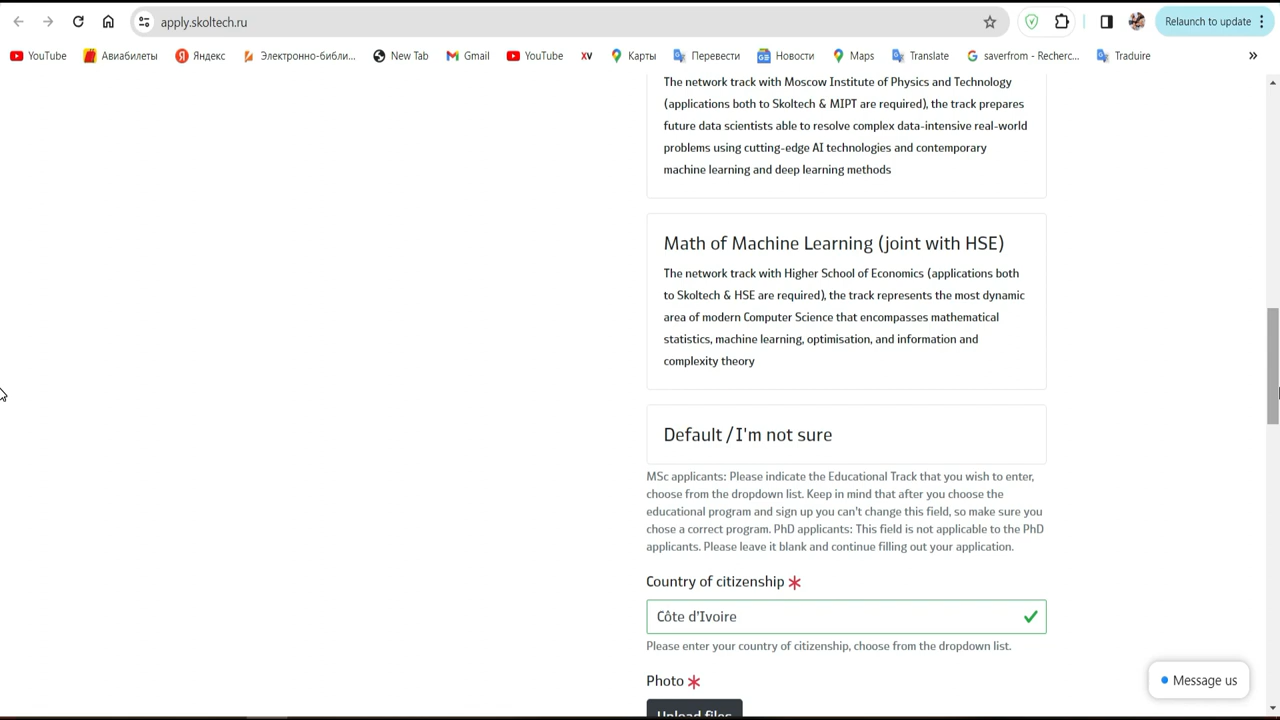 apply.skoltech.ru
Relaunch to update
YouTube
Авиабилеты
Яндекс
Электронно-библи...
New Tab
Gmail
YouTube
XV
Карты
Перевести
Новости
Maps
Translate
saverfrom - Recherc...
Traduire
»
The network track with Moscow Institute of Physics and Technology
(applications both to Skoltech & MIPT are required), the track prepares
future data scientists able to resolve complex data-intensive real-world
problems using cutting-edge AI technologies and contemporary
machine learning and deep learning methods
Math of Machine Learning (joint with HSE)
The network track with Higher School of Economics (applications both
to Skoltech & HSE are required), the track represents the most dynamic
area of modern Computer Science that encompasses mathematical
statistics, machine learning, optimisation, and information and
complexity theory
Default / I'm not sure
MSc applicants: Please indicate the Educational Track that you wish to enter,
choose from the dropdown list. Keep in mind that after you choose the
educational program and sign up you can't change this field, so make sure you
chose a correct program. PhD applicants: This field is not applicable to the PhD
applicants. Please leave it blank and continue filling out your application.
Country of citizenship
Côte d'Ivoire
Please enter your country of citizenship, choose from the dropdown list.
Photo
Upload files
Message us